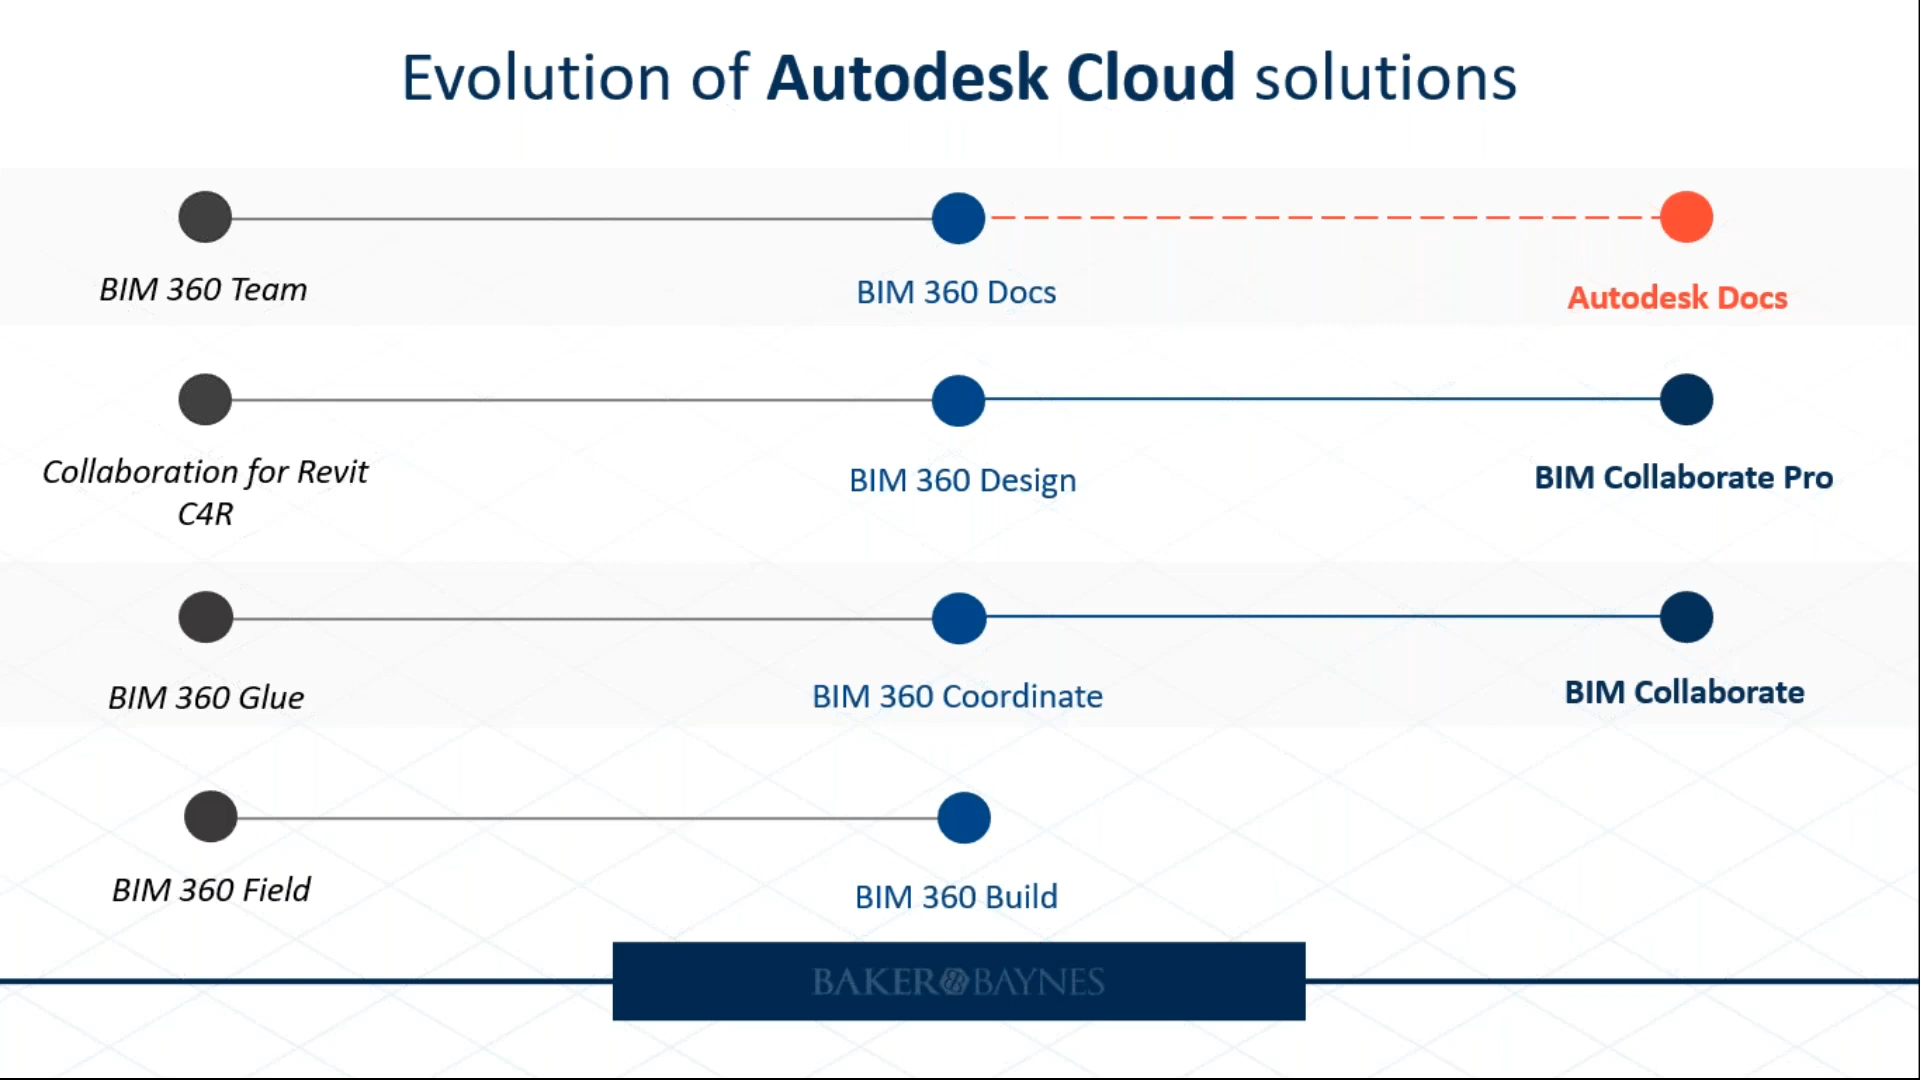 Evolution of Autodesk Cloud solutions
BIM 360 Team
BIM 360 Docs
Autodesk Docs
Collaboration for Revit
C4R
BIM 360 Design
BIM Collaborate Pro
BIM 360 Glue
BIM 360 Coordinate
BIM Collaborate
BIM 360 Field
BIM 360 Build
BAKER BAYNES